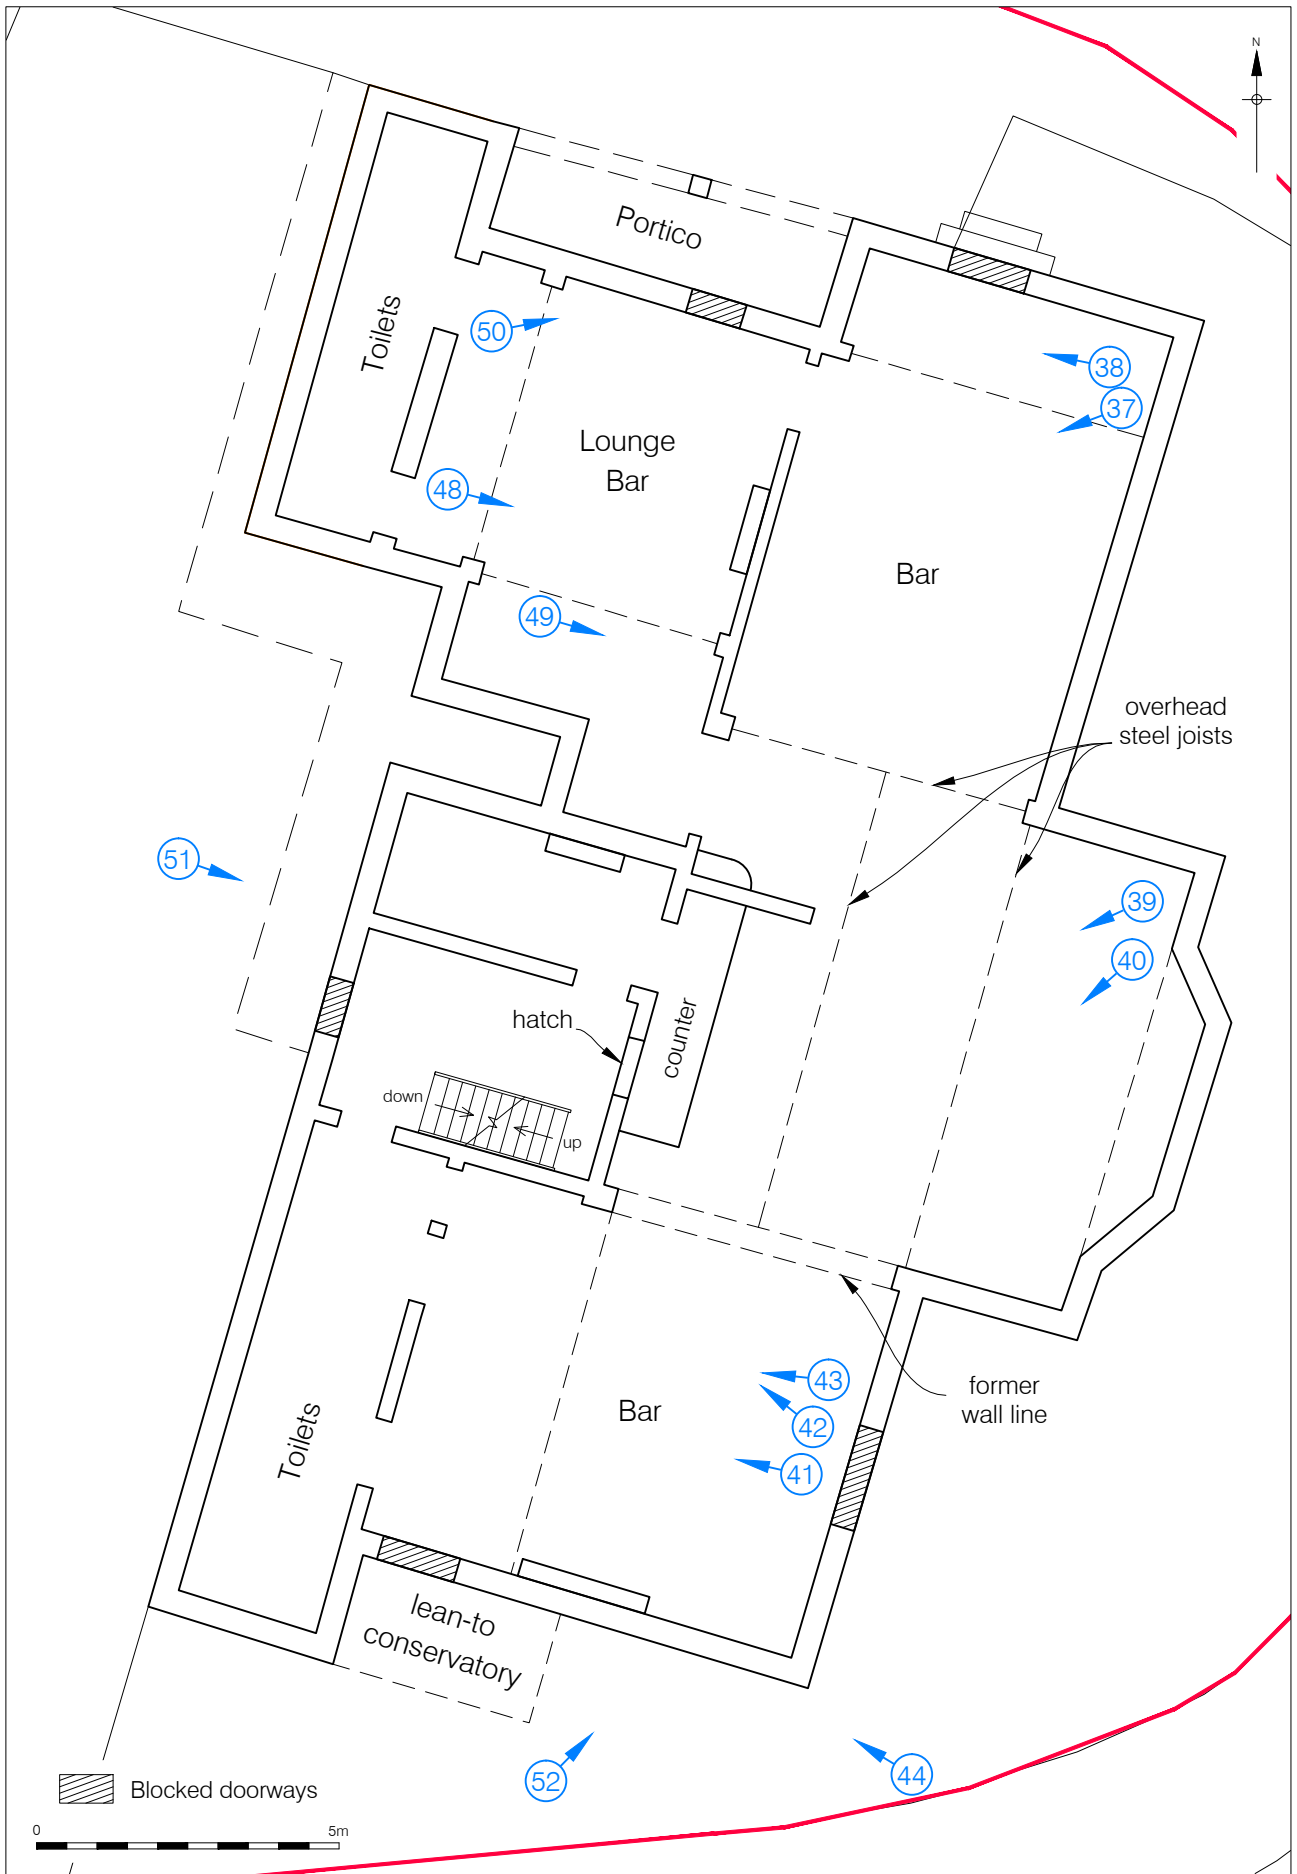 N
Portico
Toilets
50
38
37
Lounge
Bar
48
Bar
49
overhead
steel joists
51
39
40
hatch
counter
down
up
43
former
wall line
Bar
42
Toilets
41
lean-to
conservatory
52
44
Blocked doorways
0 5m